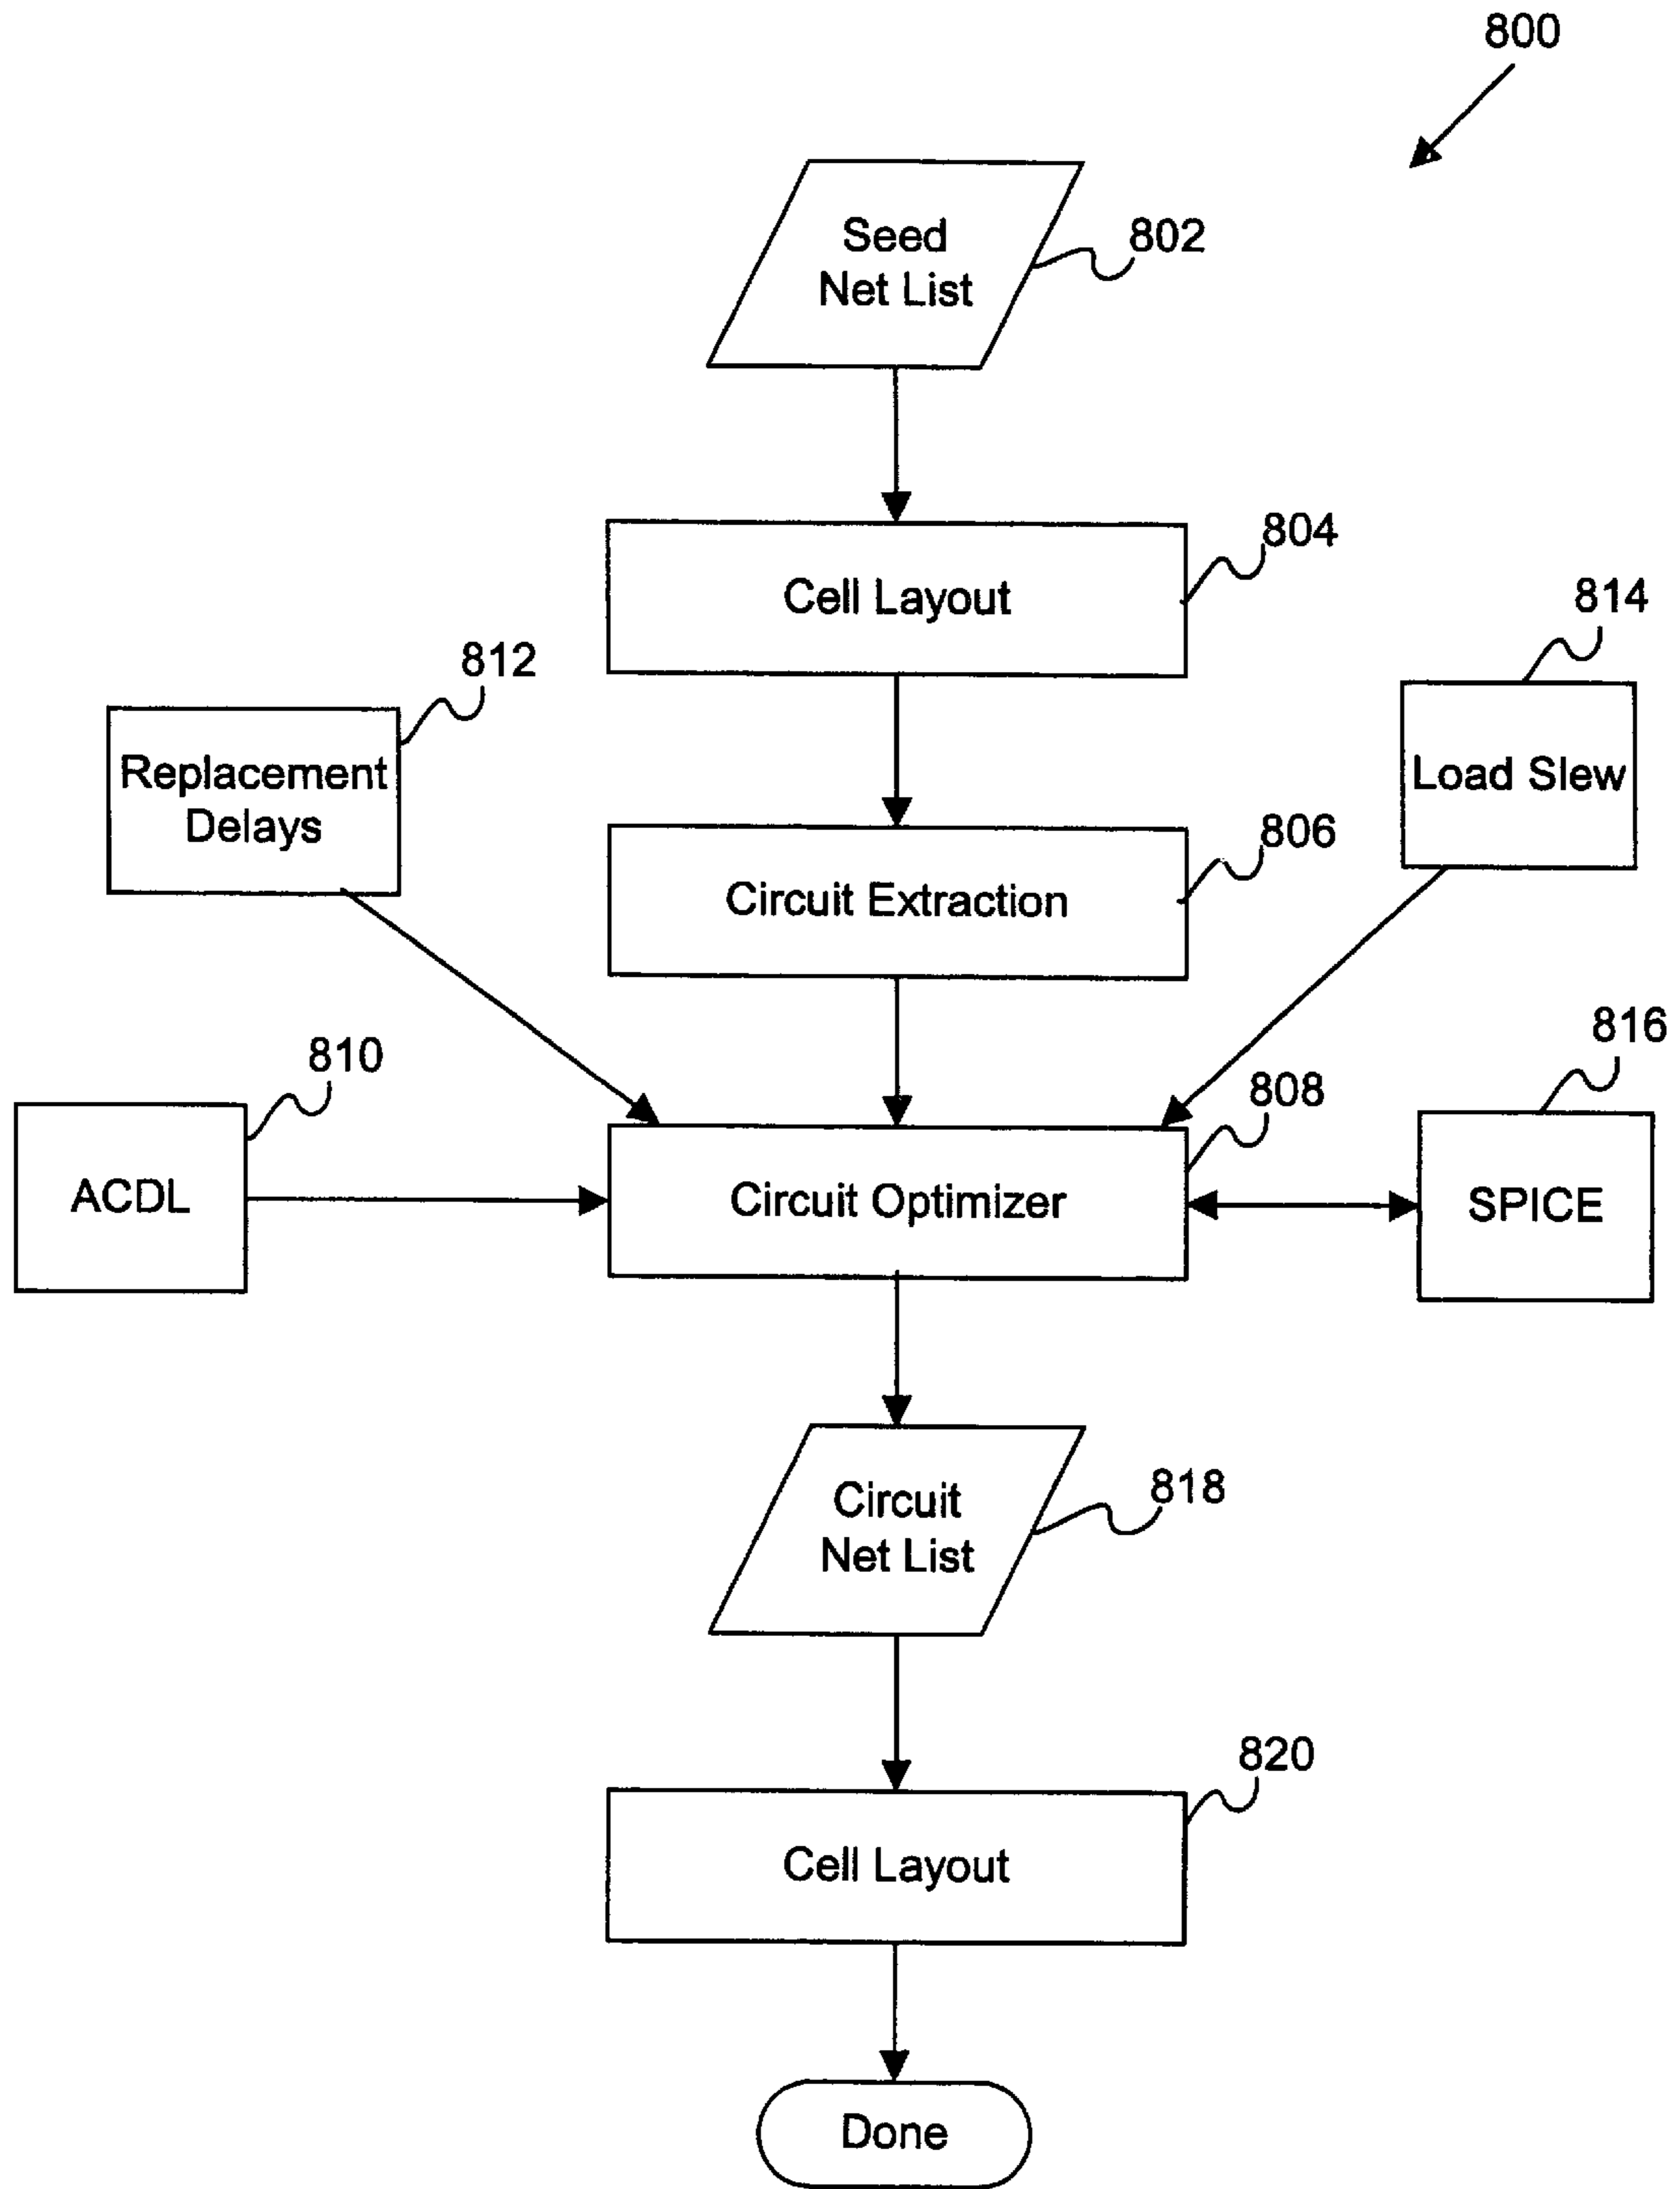 800
Seed
Net List
802
Cell Layout
804
814
812
Replacement
Delays
Load Slew
806
Circuit Extraction
816
810
808
ACDL
Circuit Optimizer
SPICE
Circuit
Net List
818
820
Cell Layout
Done